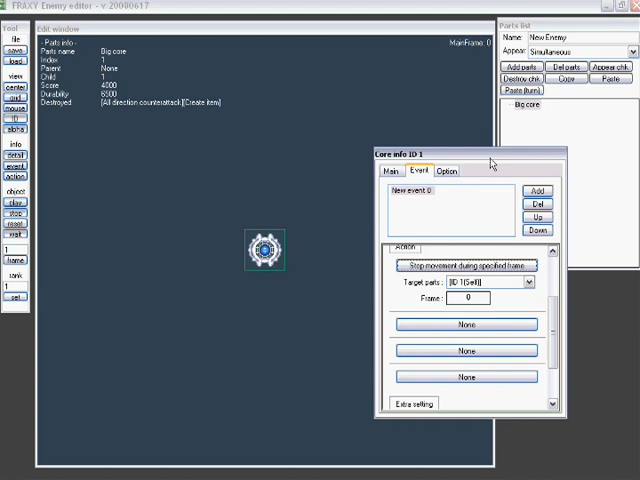 FRAXY Enemy editor - v.20080617
Tool
file
save
load
view
center
grid
mouse
ID
alpha
info
detail
event
action
object
play
stop
reset
wait
1
frame
rank
1
set
Edit window
- Parts info -
Parts name Big core
Index 1
Parent None
Child 1
Score 4000
Durability 6500
Destroyed [All direction counterattack][Create item]
MainFrame: 0
Parts list
Name: New Enemy
Appear: Simultaneous
Add parts Del parts Appear chk
Destroy chk Copy Paste
Paste (turn)
Big core
Core info ID 1
Main Event Option
New event 0
Add
Del
Up
Down
Action
Stop movement during specified frame
Target parts : [ID 1(Self)]
Frame : 0
None
None
None
Extra setting